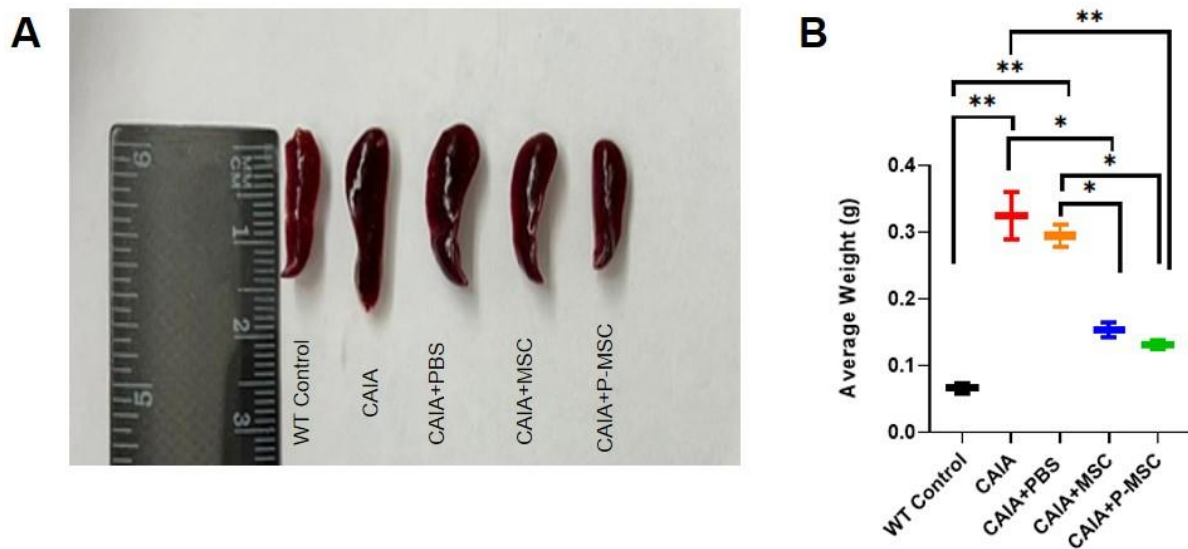 A
MM
CM
1
2
3
WT Control
CAIA
CAIA+PBS
CAIA+MSC
CAIA+P-MSC
B
**
**
**
*
*
*
Average Weight (g)
0.4
0.3
0.2
0.1
0.0
WT Control
CAIA
CAIA+PBS
CAIA+MSC
CAIA+P-MSC